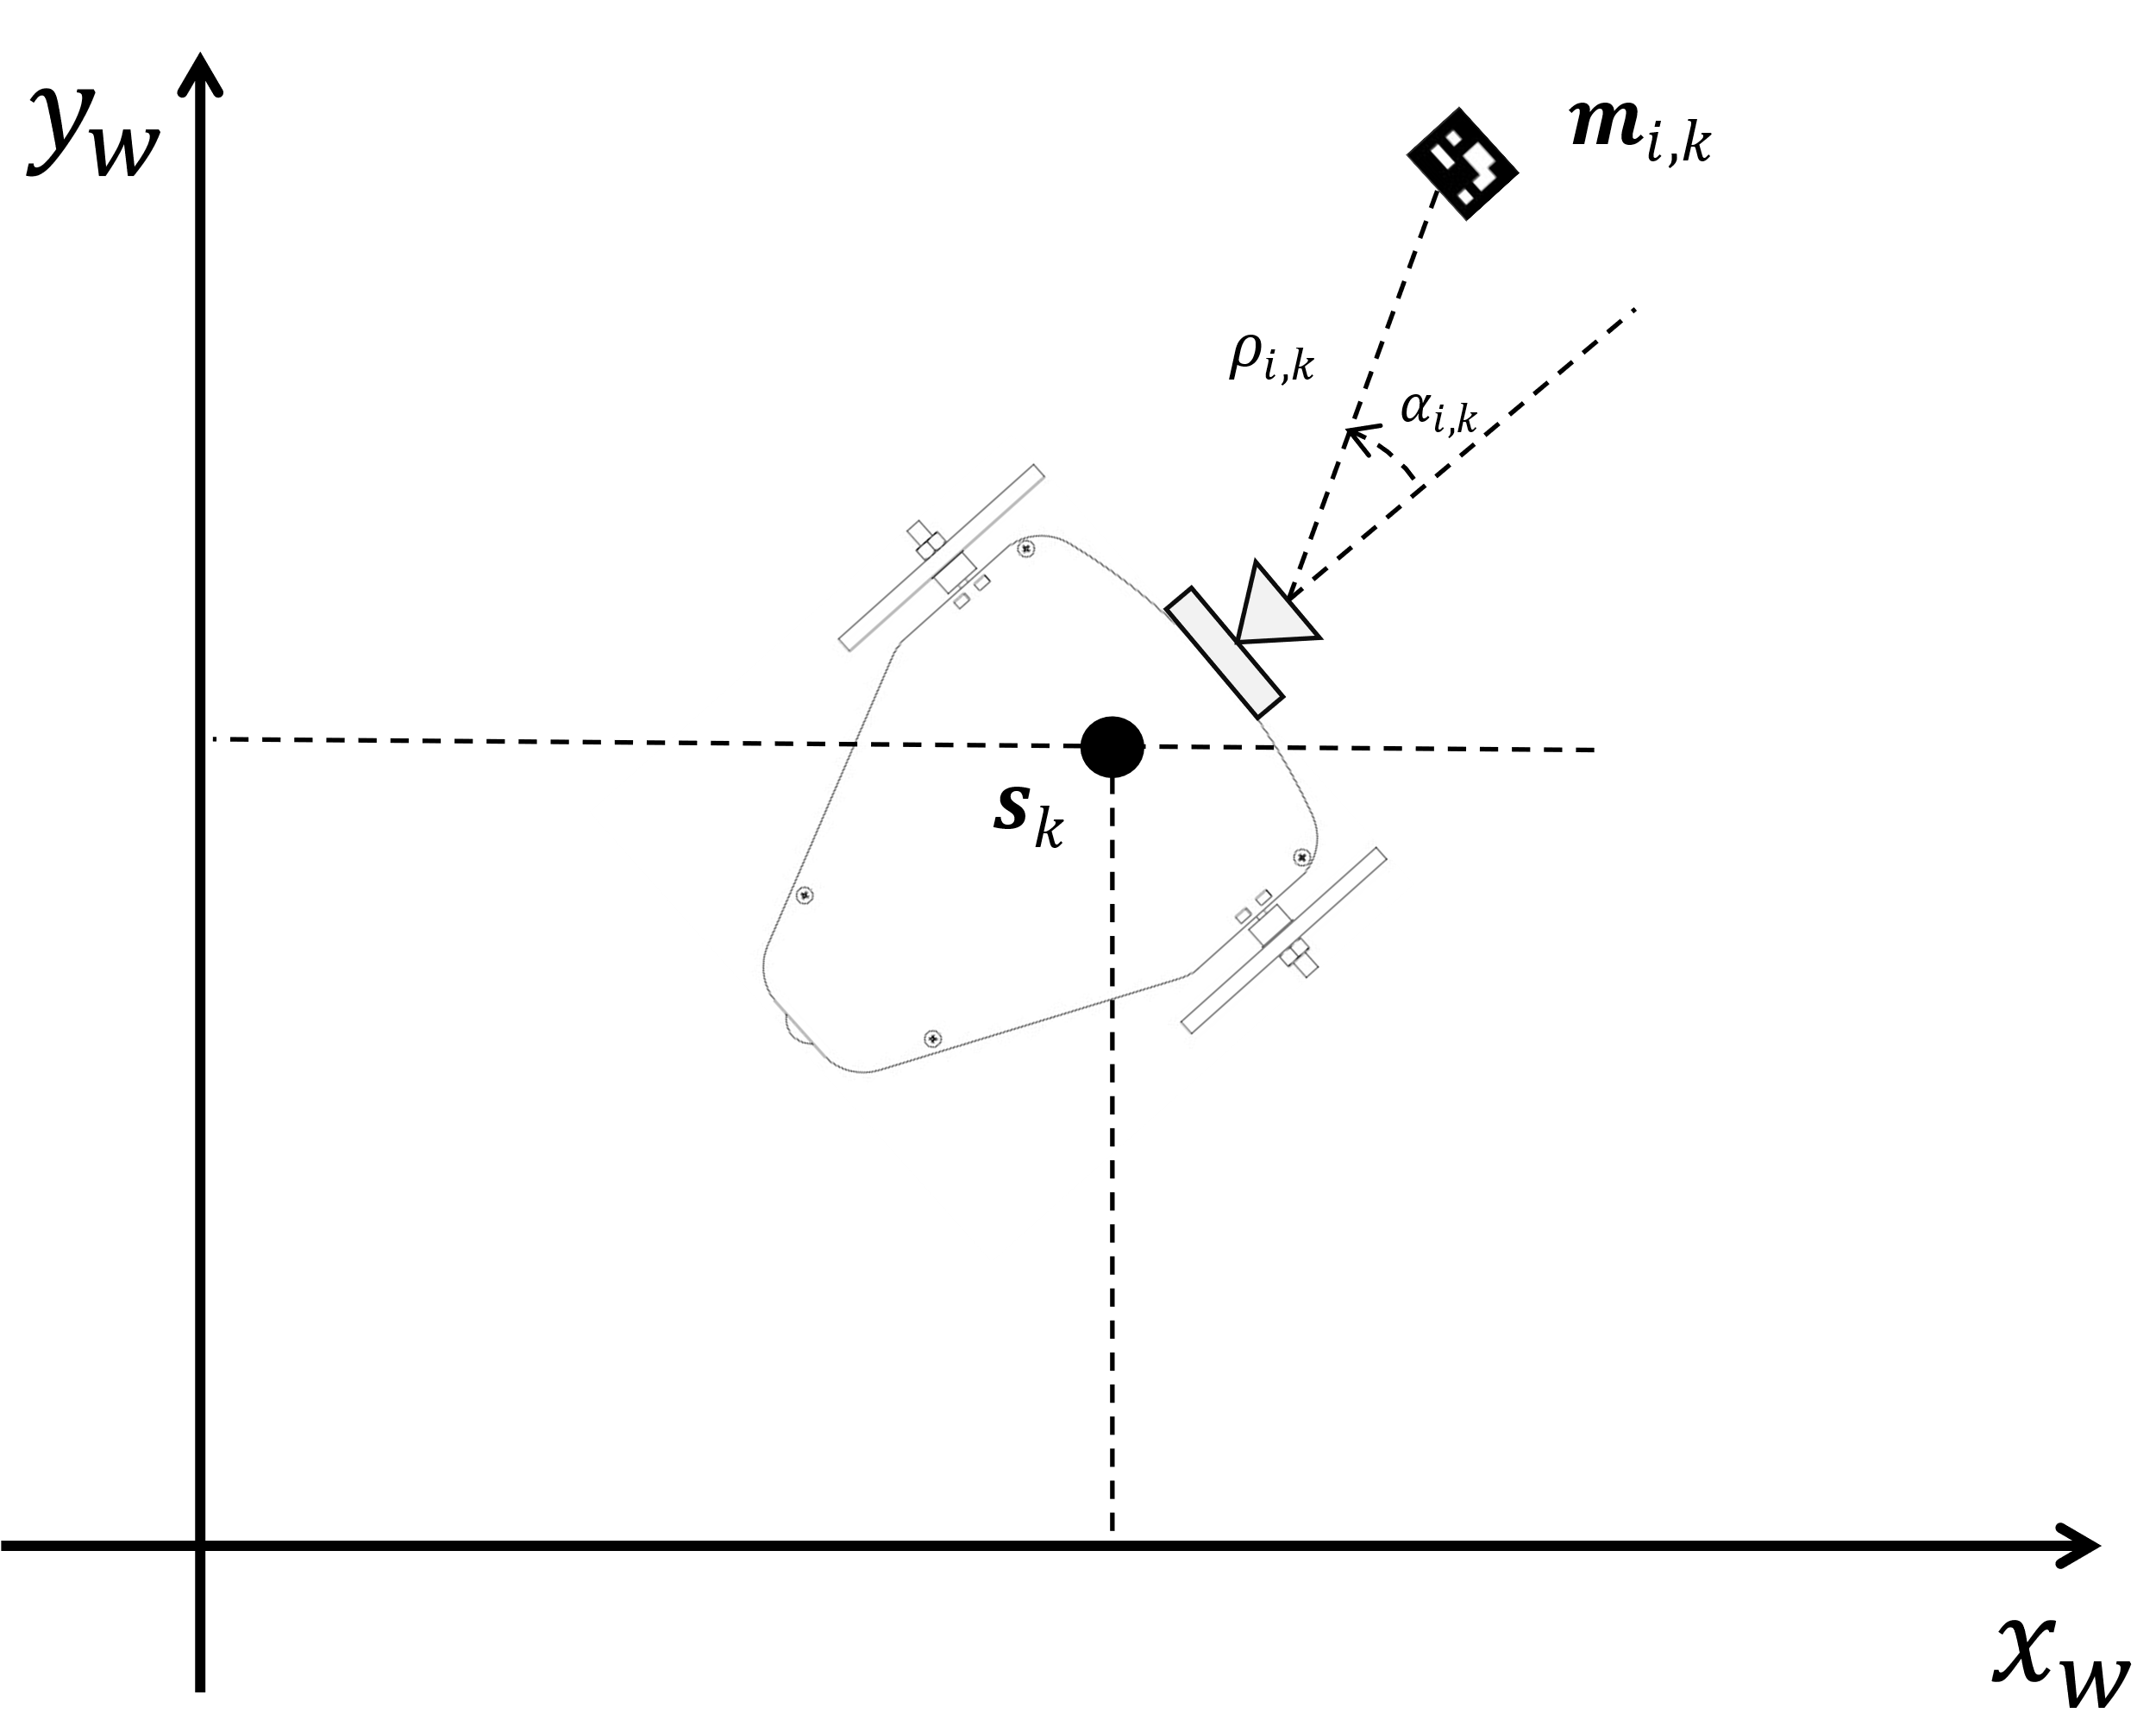 y_w
m_{i,k}
ρ_{i,k}
α_{i,k}
s_k
x_w